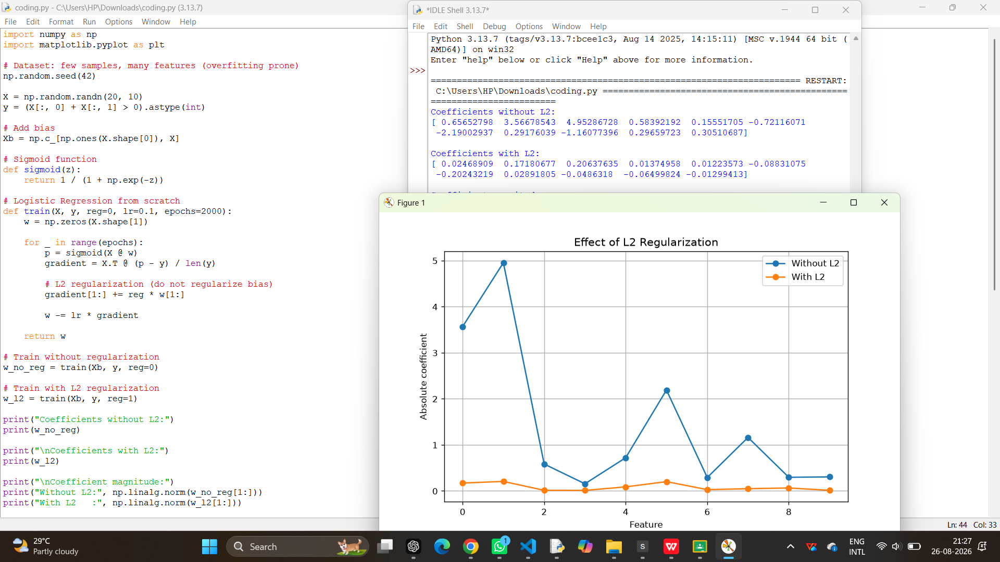 coding.py - C:\Users\HP\Downloads\coding.py (3.13.7)
File Edit Format Run Options Window Help
import numpy as np
import matplotlib.pyplot as plt
# Dataset: few samples, many features (overfitting prone)
np.random.seed(42)
X = np.random.randn(20, 10)
y = (X[:, 0] + X[:, 1] > 0).astype(int)
# Add bias
Xb = np.c_[np.ones(X.shape[0]), X]
# Sigmoid function
def sigmoid(z):
    return 1 / (1 + np.exp(-z))
# Logistic Regression from scratch
def train(X, y, reg=0, lr=0.1, epochs=2000):
    w = np.zeros(X.shape[1])
    for _ in range(epochs):
        p = sigmoid(X @ w)
        gradient = X.T @ (p - y) / len(y)
        # L2 regularization (do not regularize bias)
        gradient[1:] += reg * w[1:]
        w -= lr * gradient
    return w
# Train without regularization
w_no_reg = train(Xb, y, reg=0)
# Train with L2 regularization
w_l2 = train(Xb, y, reg=1)
print("Coefficients without L2:")
print(w_no_reg)
print("\nCoefficients with L2:")
print(w_l2)
print("\nCoefficient magnitude:")
print("Without L2:", np.linalg.norm(w_no_reg[1:]))
print("With L2   :", np.linalg.norm(w_l2[1:]))
*IDLE Shell 3.13.7*
File Edit Shell Debug Options Window Help
Python 3.13.7 (tags/v3.13.7:bcee1c3, Aug 14 2025, 14:15:11) [MSC v.1944 64 bit (
AMD64)] on win32
Enter "help" below or click "Help" above for more information.
>>>
======================================================================= RESTART:
C:\Users\HP\Downloads\coding.py ===============================================
========================
Coefficients without L2:
[ 0.65652798  3.56678543  4.95286728  0.58392192  0.15551705 -0.72116071
 -2.19002937  0.29176039 -1.16077396  0.29659723  0.30510687]
Coefficients with L2:
[ 0.02468909  0.17180677  0.20637635  0.01374958  0.01223573 -0.08831075
 -0.20243219  0.02891805 -0.0486318  -0.06499824 -0.01299413]
Figure 1
Effect of L2 Regularization
Without L2
With L2
5
4
3
2
1
0
Absolute coefficient
0 2 4 6 8
Feature
Ln: 44 Col: 33
29°C
Partly cloudy
Search
1
S
W
ENG
INTL
21:27
26-08-2026